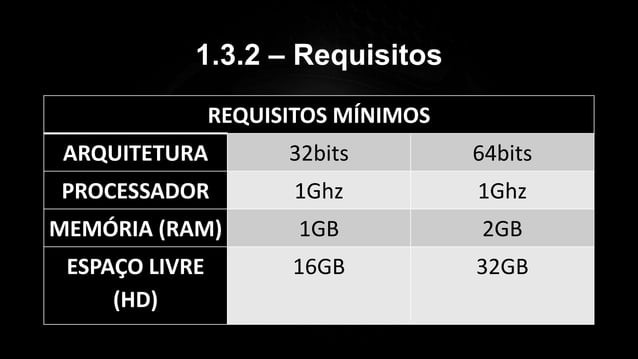 1.3.2 – Requisitos
REQUISITOS MÍNIMOS
ARQUITETURA 32bits 64bits
PROCESSADOR 1Ghz 1Ghz
MEMÓRIA (RAM) 1GB 2GB
ESPAÇO LIVRE 16GB 32GB
(HD)